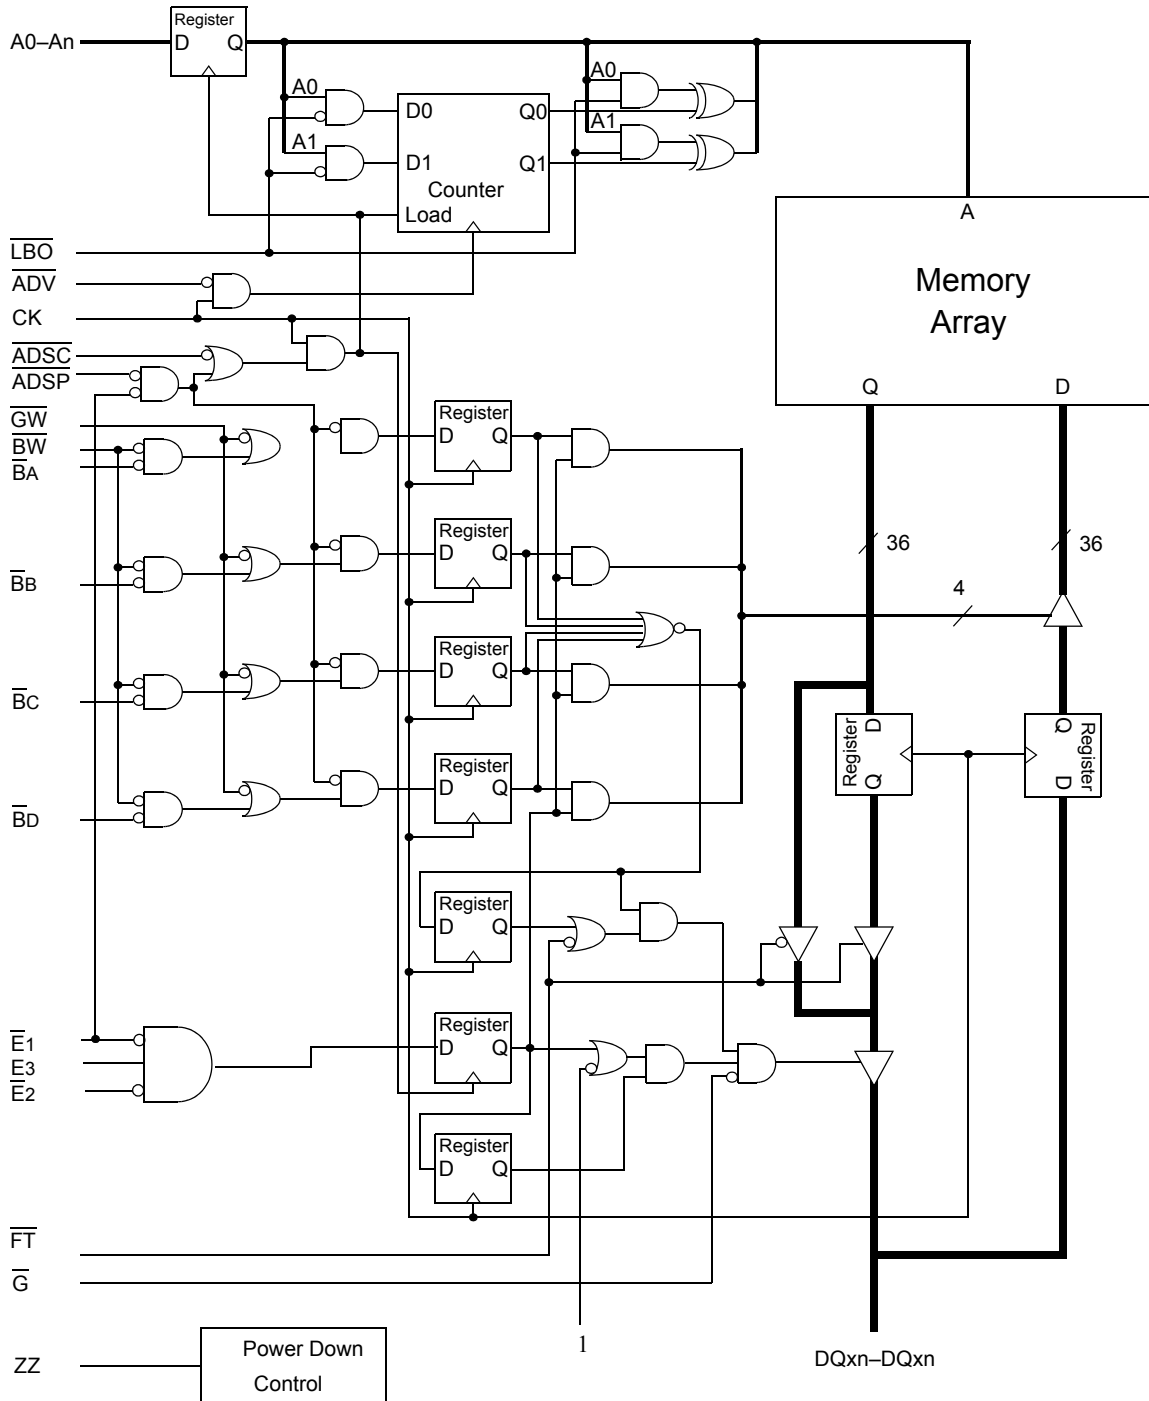 Register
A0–An
D Q
A0
A0
D0
Q0
A1
A1
D1
Q1
Counter
Load
A
LBO
ADV
Memory
CK
Array
ADSC
ADSP
Q D
GW
Register
BW
D Q
BA
Register
36 36
D Q
BB
4
Register
BC
D Q
Register D Q
Q D Register
Register
D Q
BD
Register
D Q
Register
E1
D Q
E3
E2
Register
D Q
FT
G
1
Power Down
ZZ
DQxn–DQxn
Control